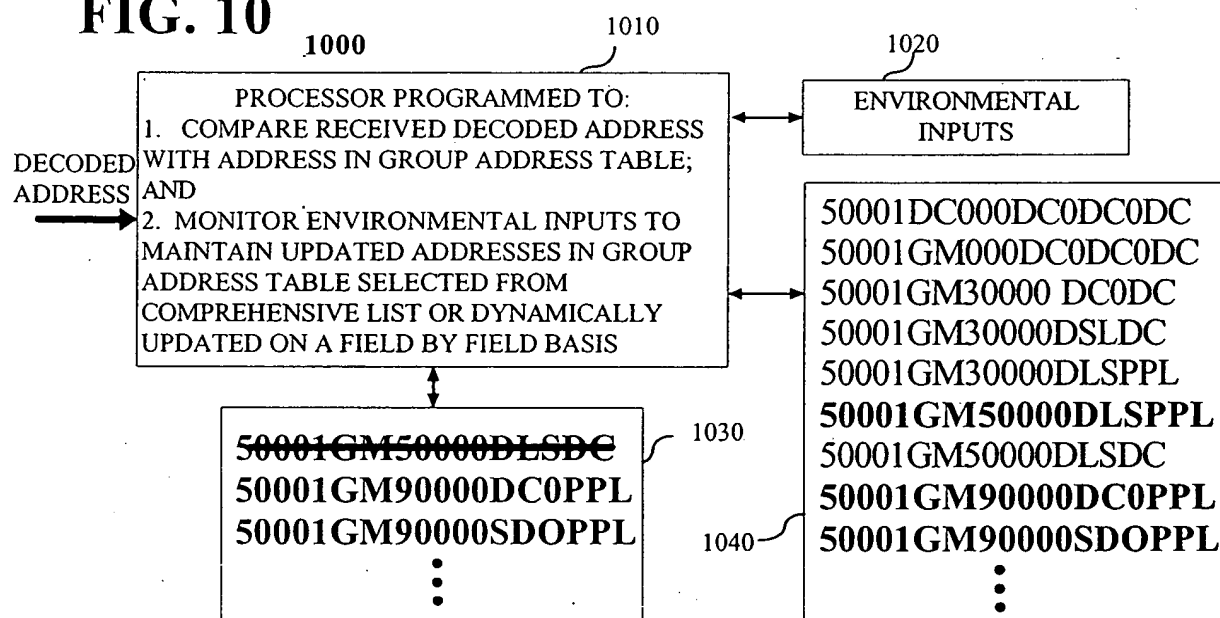 FIG. 10
1000
1010
1020
PROCESSOR PROGRAMMED TO:
1. COMPARE RECEIVED DECODED ADDRESS
WITH ADDRESS IN GROUP ADDRESS TABLE;
AND
2. MONITOR ENVIRONMENTAL INPUTS TO
MAINTAIN UPDATED ADDRESSES IN GROUP
ADDRESS TABLE SELECTED FROM
COMPREHENSIVE LIST OR DYNAMICALLY
UPDATED ON A FIELD BY FIELD BASIS
DECODED
ADDRESS
ENVIRONMENTAL
INPUTS
50001DC000DC0DC0DC
50001GM000DC0DC0DC
50001GM30000 DC0DC
50001GM30000DSLDC
50001GM30000DLSPPL
50001GM50000DLSPPL
50001GM50000DLSDC
50001GM90000DC0PPL
50001GM90000SDOPPL
1040
50001GM50000DLSDC
50001GM90000DC0PPL
50001GM90000SDOPPL
1030